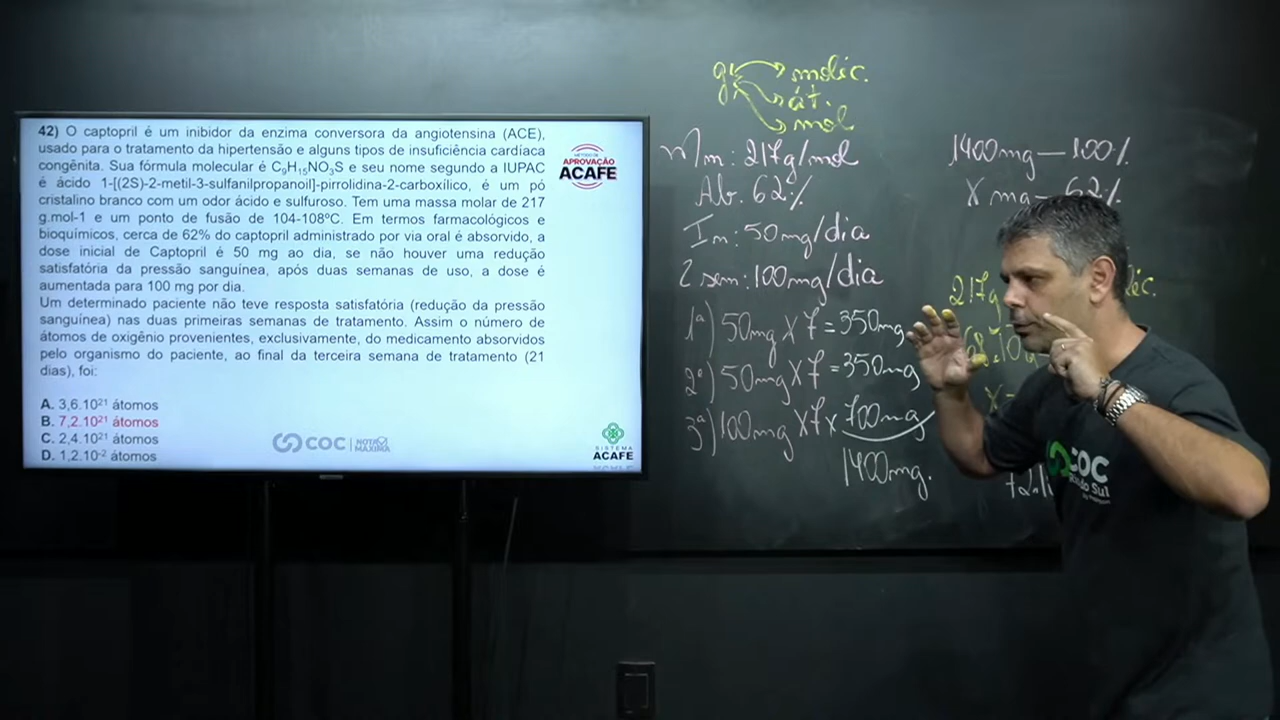 42) O captopril é um inibidor da enzima conversora da angiotensina (ACE),
usado para o tratamento da hipertensão e alguns tipos de insuficiência cardíaca
congênita. Sua fórmula molecular é C₉H₁₅NO₃S e seu nome segundo a IUPAC
é ácido 1-[(2S)-2-metil-3-sulfanilpropanoil]-pirrolidina-2-carboxílico, é um pó
cristalino branco com um odor ácido e sulfuroso. Tem uma massa molar de 217
g.mol-1 e um ponto de fusão de 104-108ºC. Em termos farmacológicos e
bioquímicos, cerca de 62% do captopril administrado por via oral é absorvido, a
dose inicial de Captopril é 50 mg ao dia, se não houver uma redução
satisfatória da pressão sanguínea, após duas semanas de uso, a dose é
aumentada para 100 mg por dia.
Um determinado paciente não teve resposta satisfatória (redução da pressão
sanguínea) nas duas primeiras semanas de tratamento. Assim o número de
átomos de oxigênio provenientes, exclusivamente, do medicamento absorvidos
pelo organismo do paciente, ao final da terceira semana de tratamento (21
dias), foi:
A. 3,6.10²¹ átomos
B. 7,2.10²¹ átomos
C. 2,4.10²¹ átomos
D. 1,2.10⁻² átomos
APROVAÇÃO
ACAFE
COC
NOTA
MÁXIMA
SISTEMA
ACAFE
g moléc.
át.
mol
Mm: 217g/mol
Ab. 62%
In: 50mg/dia
2 sem: 100mg/dia
1ª) 50mg x 7 = 350mg
2ª) 50mg x 7 = 350mg
3ª) 100mg x 7 x 700mg
1400mg.
1400mg — 100%
X mg — 62%
217g
x
COC
do Sul